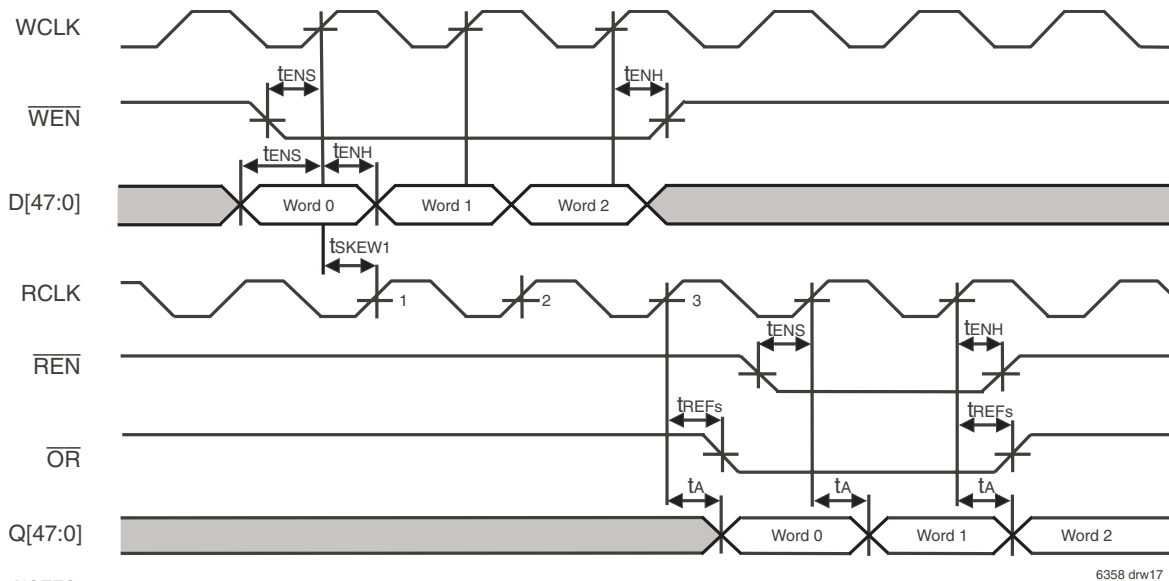 WCLK
tENS
tENH
WEN
tENS
tENH
D[47:0]
Word 0
Word 1
Word 2
tSKEW1
RCLK
1
2
3
tENS
tENH
REN
tREFs
tREFs
OR
tA
tA
tA
Q[47:0]
Word 0
Word 1
Word 2
6358 drw17